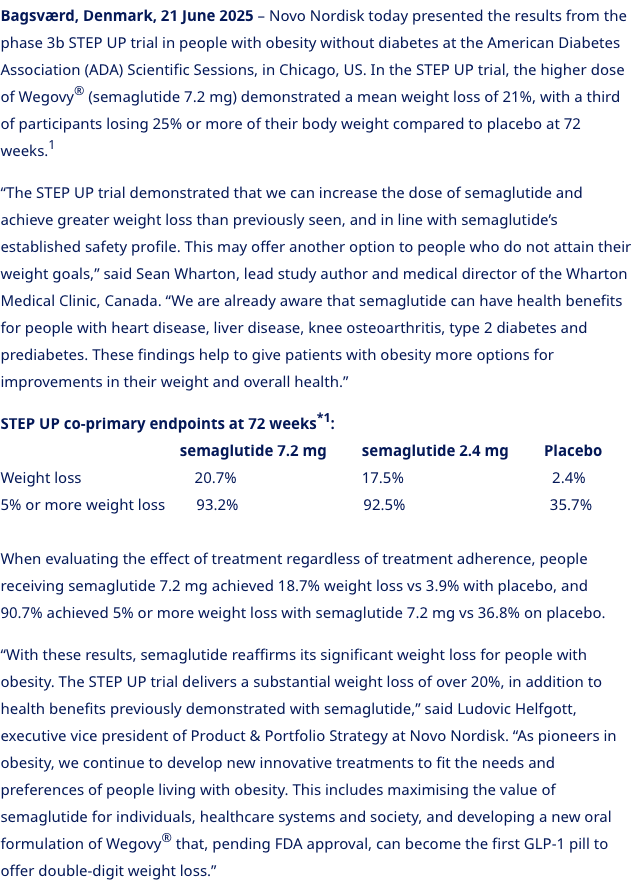 Bagsværd, Denmark, 21 June 2025 – Novo Nordisk today presented the results from the
phase 3b STEP UP trial in people with obesity without diabetes at the American Diabetes
Association (ADA) Scientific Sessions, in Chicago, US. In the STEP UP trial, the higher dose
of Wegovy® (semaglutide 7.2 mg) demonstrated a mean weight loss of 21%, with a third
of participants losing 25% or more of their body weight compared to placebo at 72
weeks.1
“The STEP UP trial demonstrated that we can increase the dose of semaglutide and
achieve greater weight loss than previously seen, and in line with semaglutide’s
established safety profile. This may offer another option to people who do not attain their
weight goals,” said Sean Wharton, lead study author and medical director of the Wharton
Medical Clinic, Canada. “We are already aware that semaglutide can have health benefits
for people with heart disease, liver disease, knee osteoarthritis, type 2 diabetes and
prediabetes. These findings help to give patients with obesity more options for
improvements in their weight and overall health.”
STEP UP co-primary endpoints at 72 weeks*1:
semaglutide 7.2 mg semaglutide 2.4 mg Placebo
Weight loss 20.7% 17.5% 2.4%
5% or more weight loss 93.2% 92.5% 35.7%
When evaluating the effect of treatment regardless of treatment adherence, people
receiving semaglutide 7.2 mg achieved 18.7% weight loss vs 3.9% with placebo, and
90.7% achieved 5% or more weight loss with semaglutide 7.2 mg vs 36.8% on placebo.
“With these results, semaglutide reaffirms its significant weight loss for people with
obesity. The STEP UP trial delivers a substantial weight loss of over 20%, in addition to
health benefits previously demonstrated with semaglutide,” said Ludovic Helfgott,
executive vice president of Product & Portfolio Strategy at Novo Nordisk. “As pioneers in
obesity, we continue to develop new innovative treatments to fit the needs and
preferences of people living with obesity. This includes maximising the value of
semaglutide for individuals, healthcare systems and society, and developing a new oral
formulation of Wegovy® that, pending FDA approval, can become the first GLP-1 pill to
offer double-digit weight loss.”